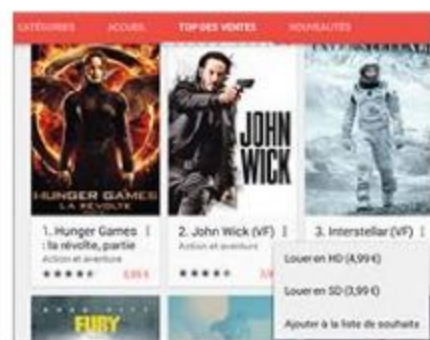 CATÉGORIES ACCUEIL TOP DES VENTES NOUVEAUTÉS
HUNGER GAMES
LA RÉVOLTE
JOHN
WICK
1. Hunger Games
: la révolte, partie
Action et aventure
3,99 €
2. John Wick (VF)
Action et aventure
3. Interstellar (VF)
Louer en HD (4,99 €)
Louer en SD (3,99 €)
Ajouter à la liste de souhaits
FURY